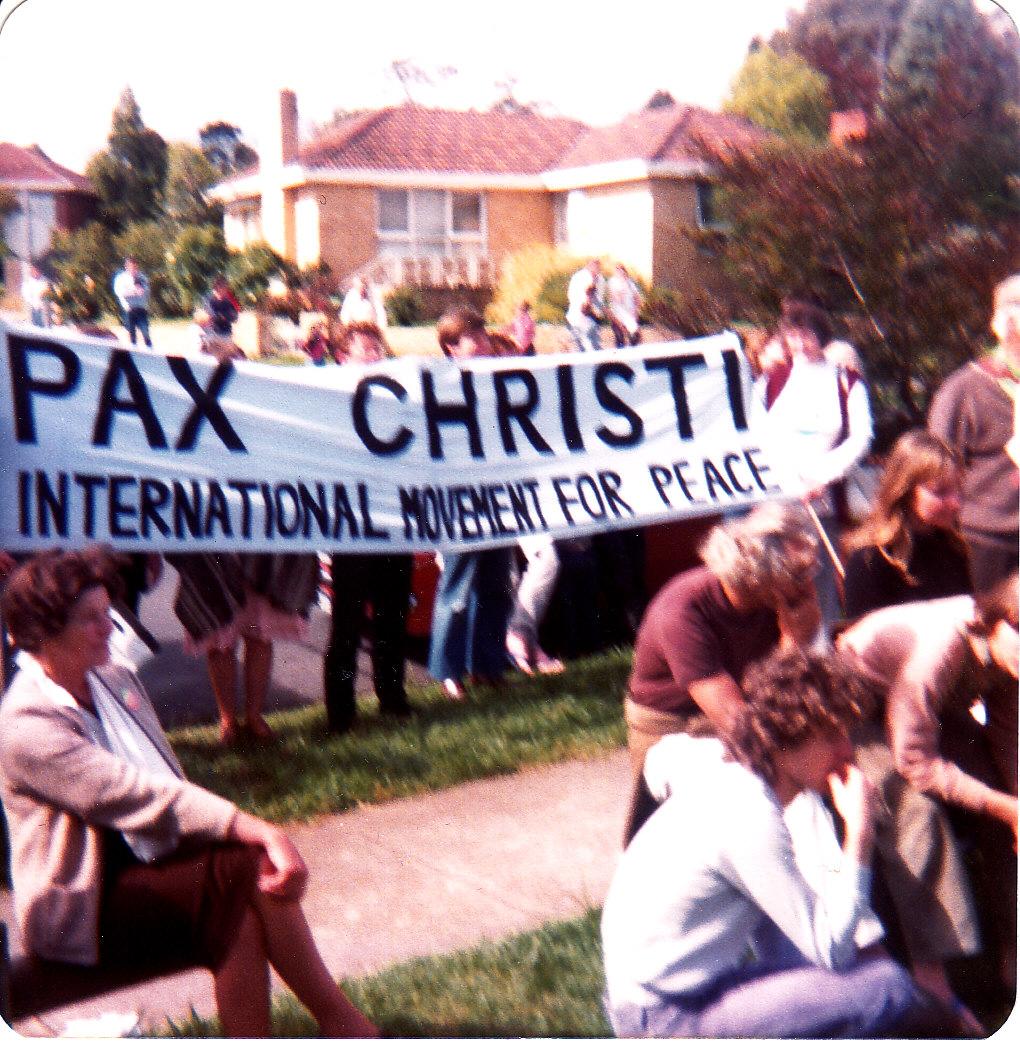 PAX CHRISTI
INTERNATIONAL MOVEMENT FOR PEACE